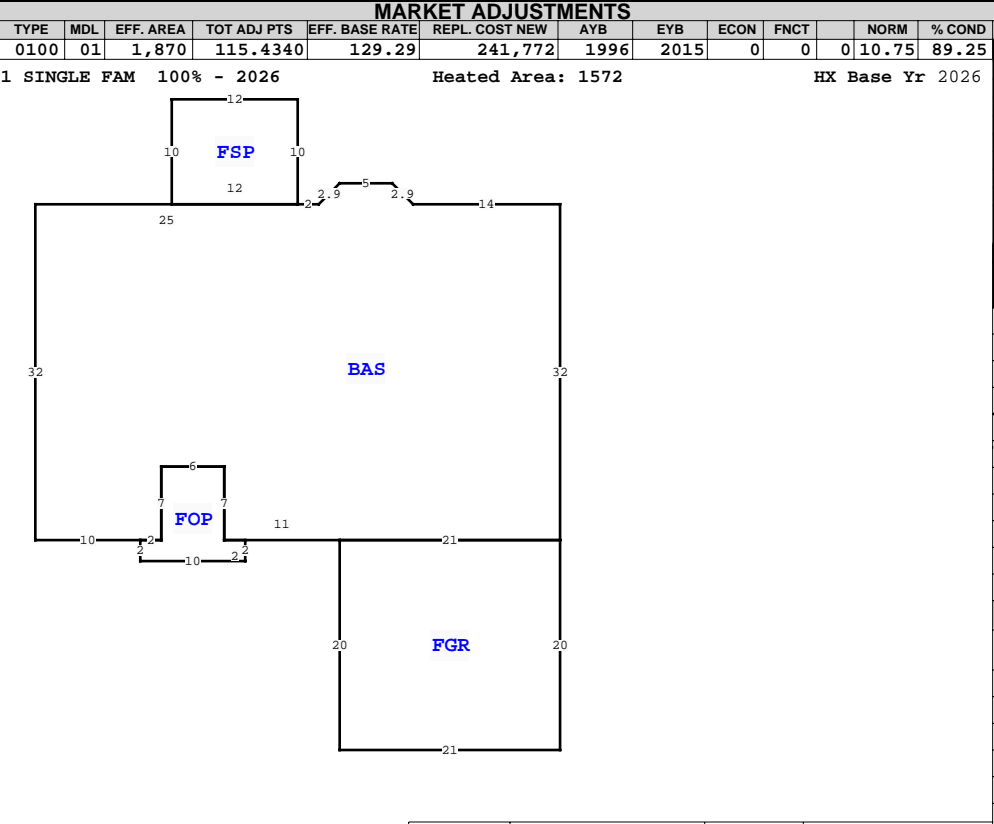 MARKET ADJUSTMENTS
TYPE MDL EFF. AREA TOT ADJ PTS EFF. BASE RATE REPL. COST NEW AYB EYB ECON FNCT NORM % COND
0100 01 1,870 115.4340 129.29 241,772 1996 2015 0 0 0 10.75 89.25
1 SINGLE FAM 100% - 2026 Heated Area: 1572 HX Base Yr 2026
12
10 FSP 10
12
2 2.9 5 2.9 14
25
32 BAS 32
6
7 7
FOP
11
10 2 21
2 2
10 2
20 FGR 20
21